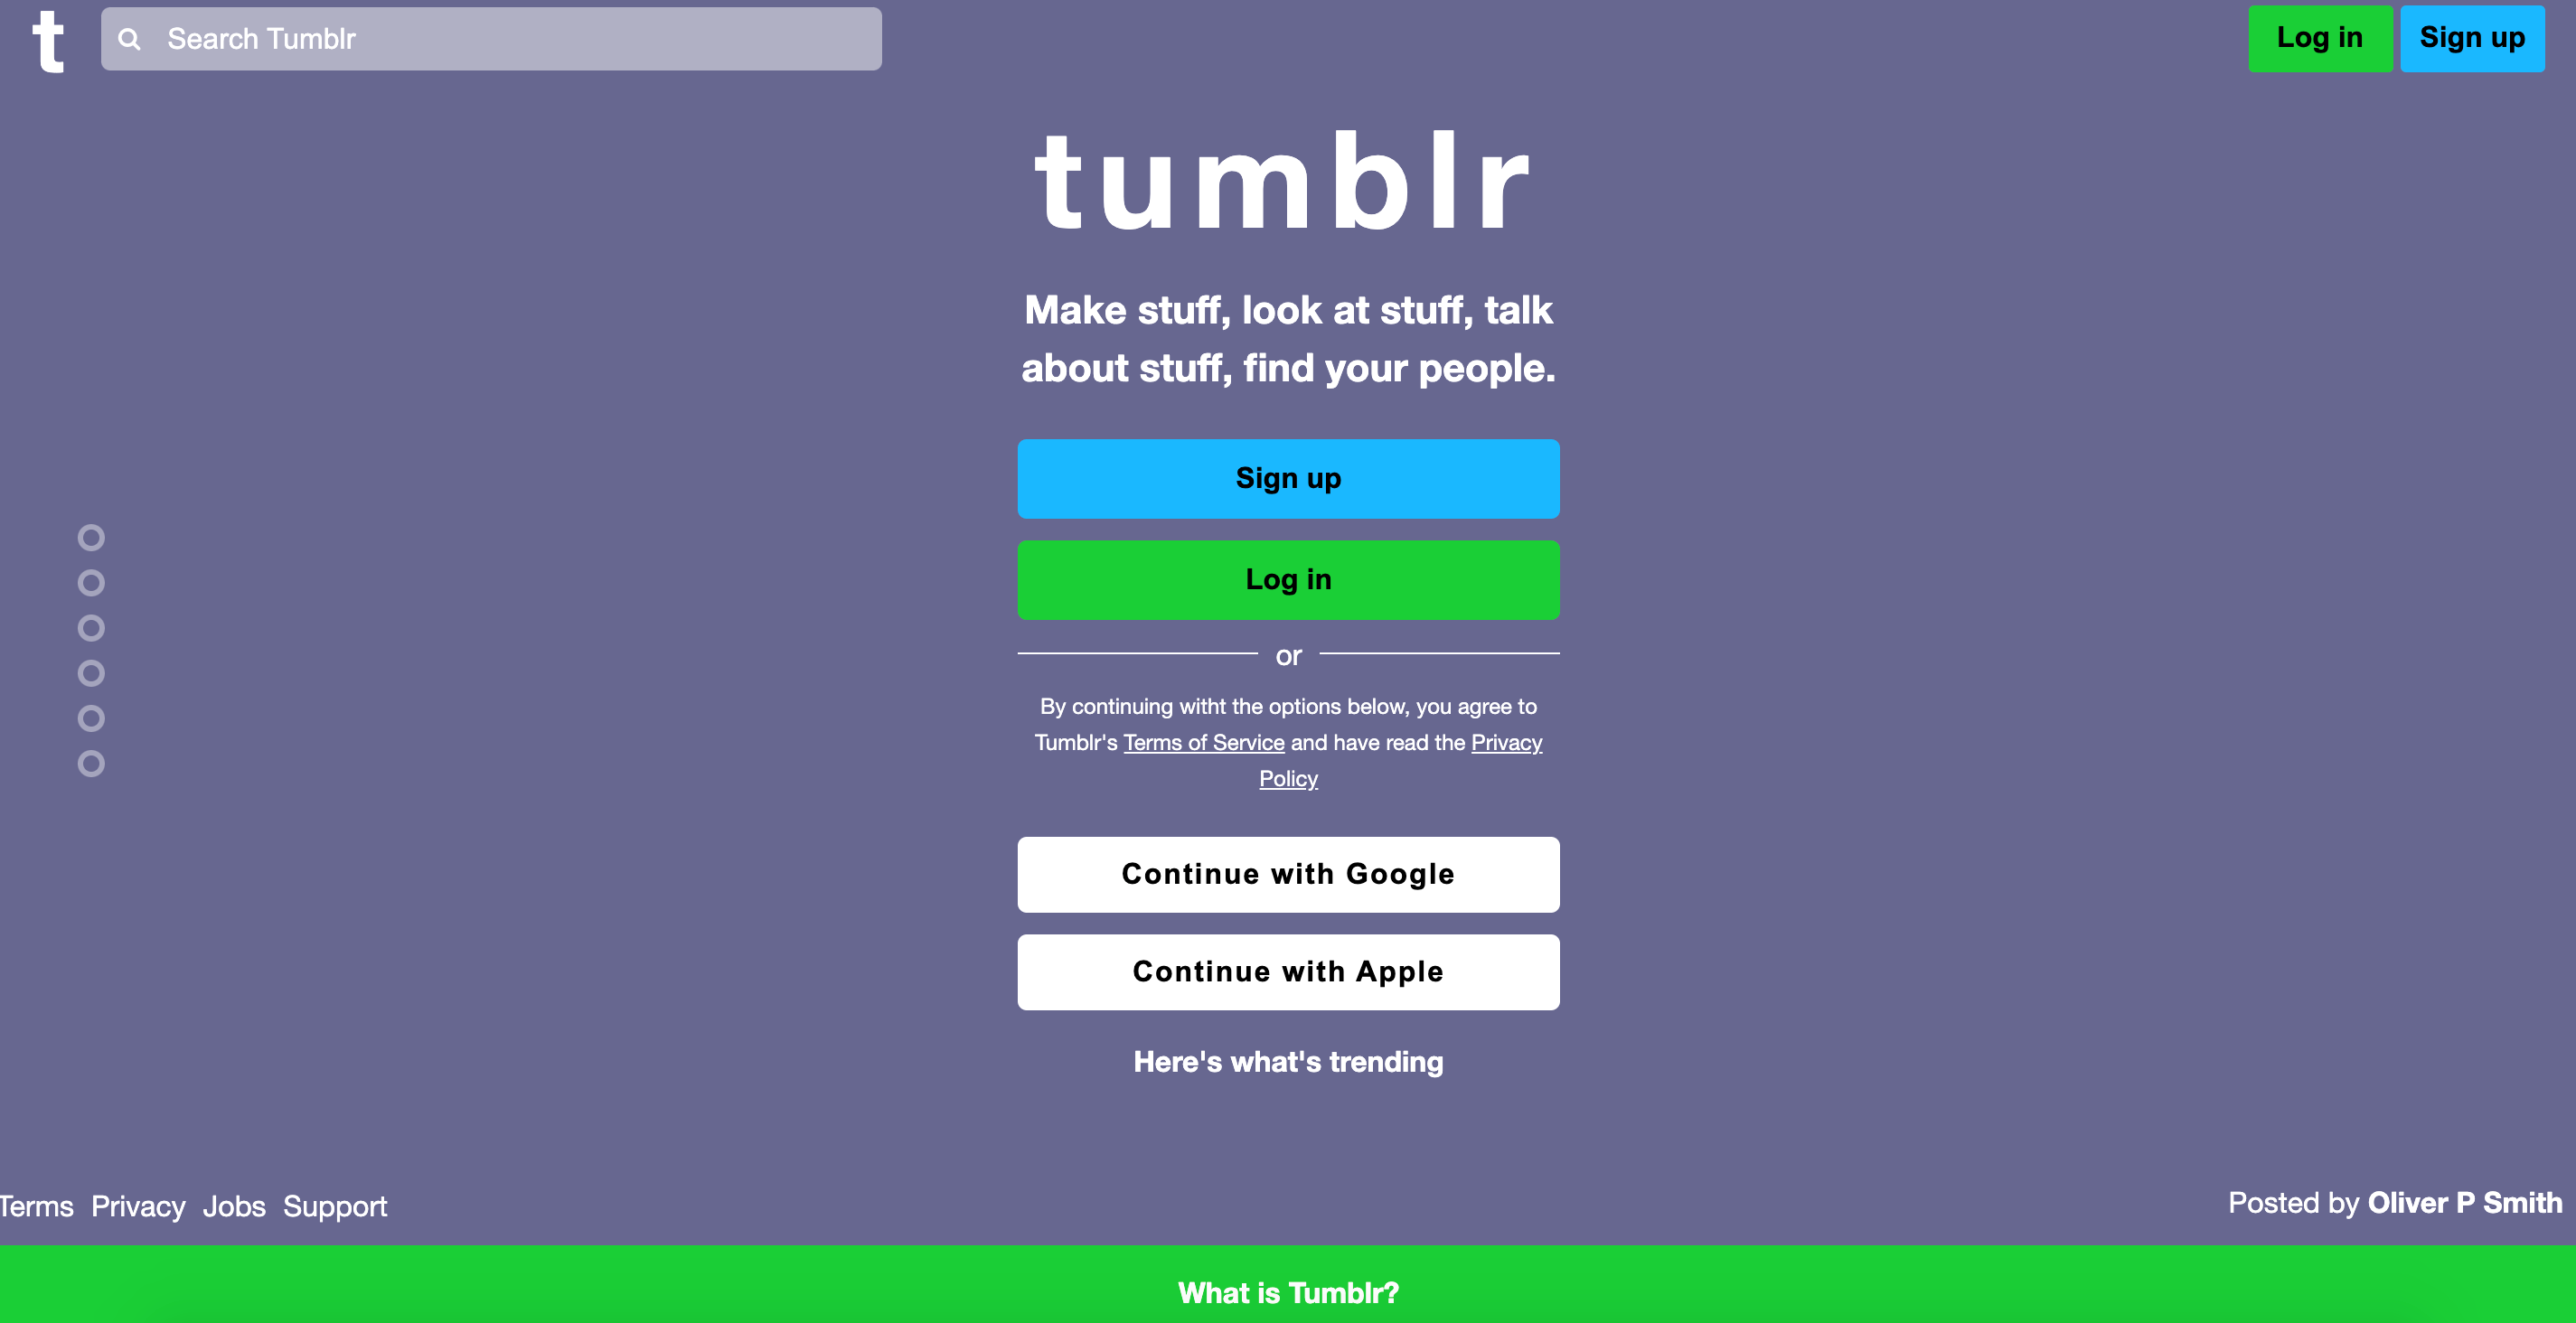 t
Search Tumblr
Log in
Sign up
tumblr
Make stuff, look at stuff, talk
about stuff, find your people.
Sign up
Log in
or
By continuing witht the options below, you agree to
Tumblr's Terms of Service and have read the Privacy
Policy
Continue with Google
Continue with Apple
Here's what's trending
Terms Privacy Jobs Support
Posted by Oliver P Smith
What is Tumblr?